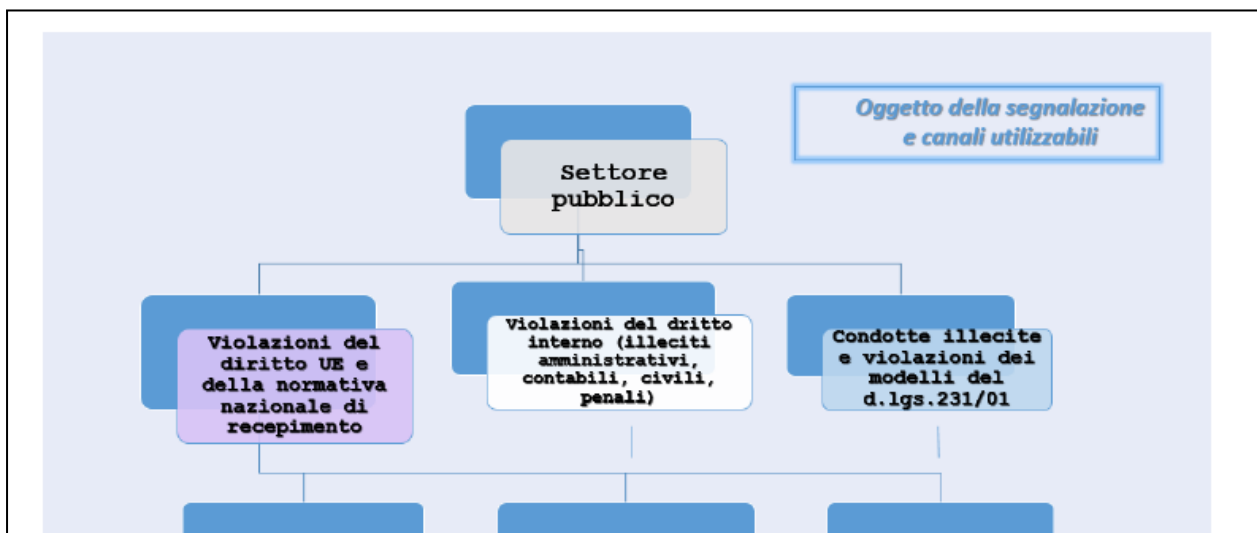 Oggetto della segnalazione
e canali utilizzabili
Settore
pubblico
Violazioni del
diritto UE e
della normativa
nazionale di
recepimento
Violazioni del dritto
interno (illeciti
amministrativi,
contabili, civili,
penali)
Condotte illecite
e violazioni dei
modelli del
d.lgs.231/01